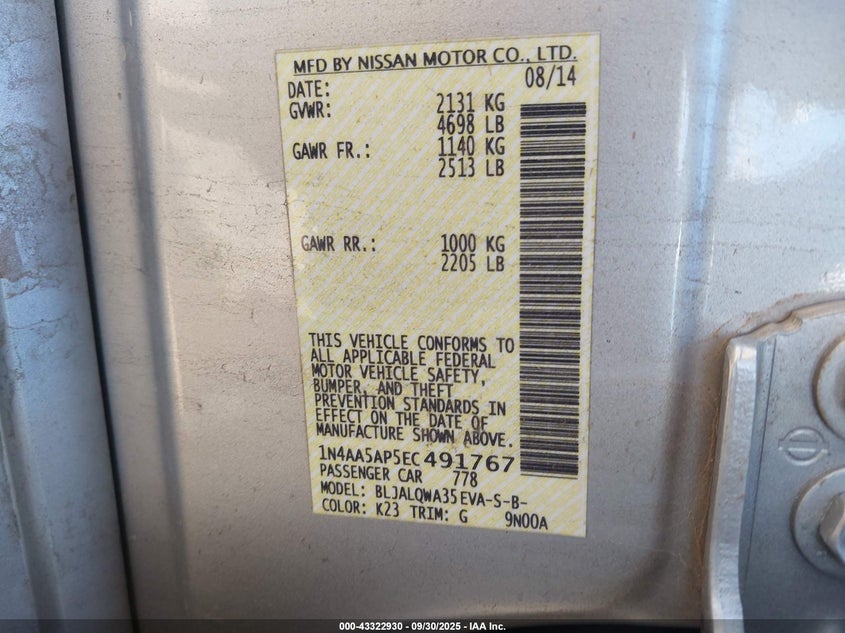 MFD BY NISSAN MOTOR CO., LTD.
DATE: 08/14
GVWR: 2131 KG
4698 LB
GAWR FR.: 1140 KG
2513 LB
GAWR RR.: 1000 KG
2205 LB
THIS VEHICLE CONFORMS TO
ALL APPLICABLE FEDERAL
MOTOR VEHICLE SAFETY,
BUMPER, AND THEFT
PREVENTION STANDARDS IN
EFFECT ON THE DATE OF
MANUFACTURE SHOWN ABOVE.
1N4AA5AP5EC491767
PASSENGER CAR 778
MODEL: BLJALQWA35EVA-S-B-
COLOR: K23 TRIM: G 9N00A
000-43322930 - 09/30/2025 - IAA Inc.